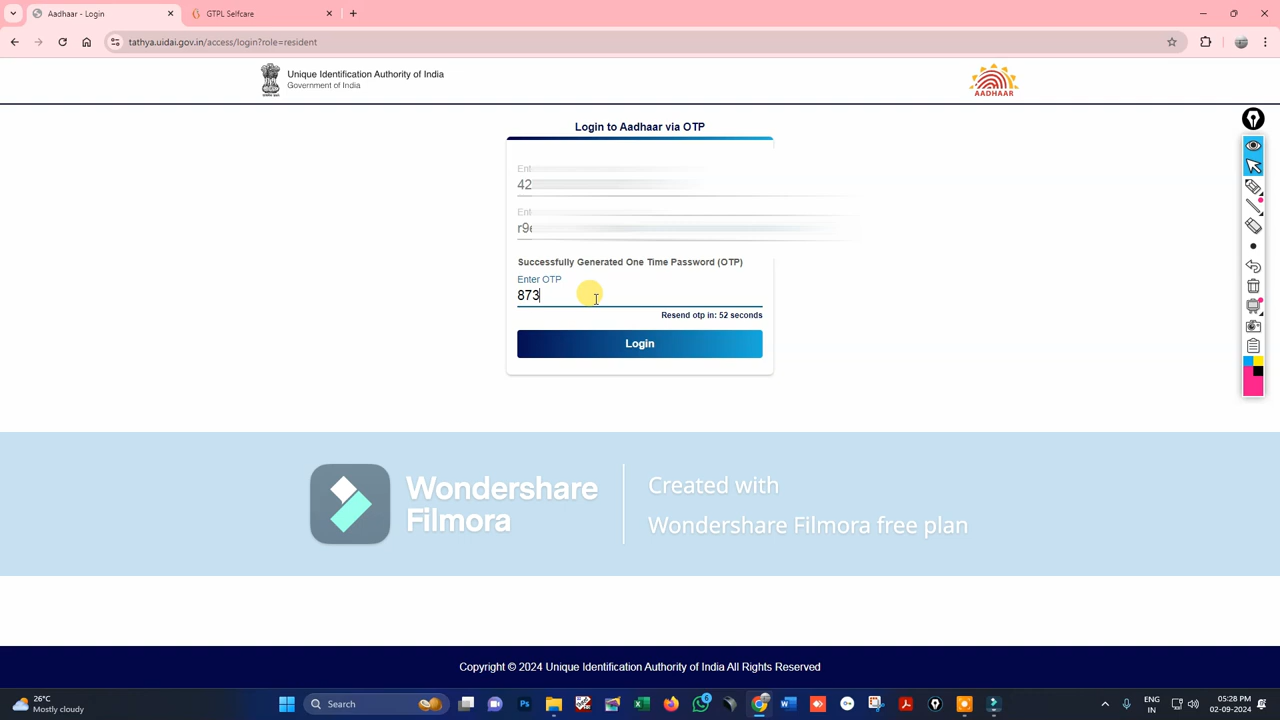 Aadhaar - Login
GTPL Selfcare
tathya.uidai.gov.in/access/login?role=resident
Unique Identification Authority of India
Government of India
AADHAAR
Login to Aadhaar via OTP
42
Successfully Generated One Time Password (OTP)
Enter OTP
873
Resend otp in: 52 seconds
Login
Wondershare
Filmora
Created with
Wondershare Filmora free plan
Copyright © 2024 Unique Identification Authority of India All Rights Reserved
26°C
Mostly cloudy
Search
6
ENG
IN
05:28 PM
02-09-2024